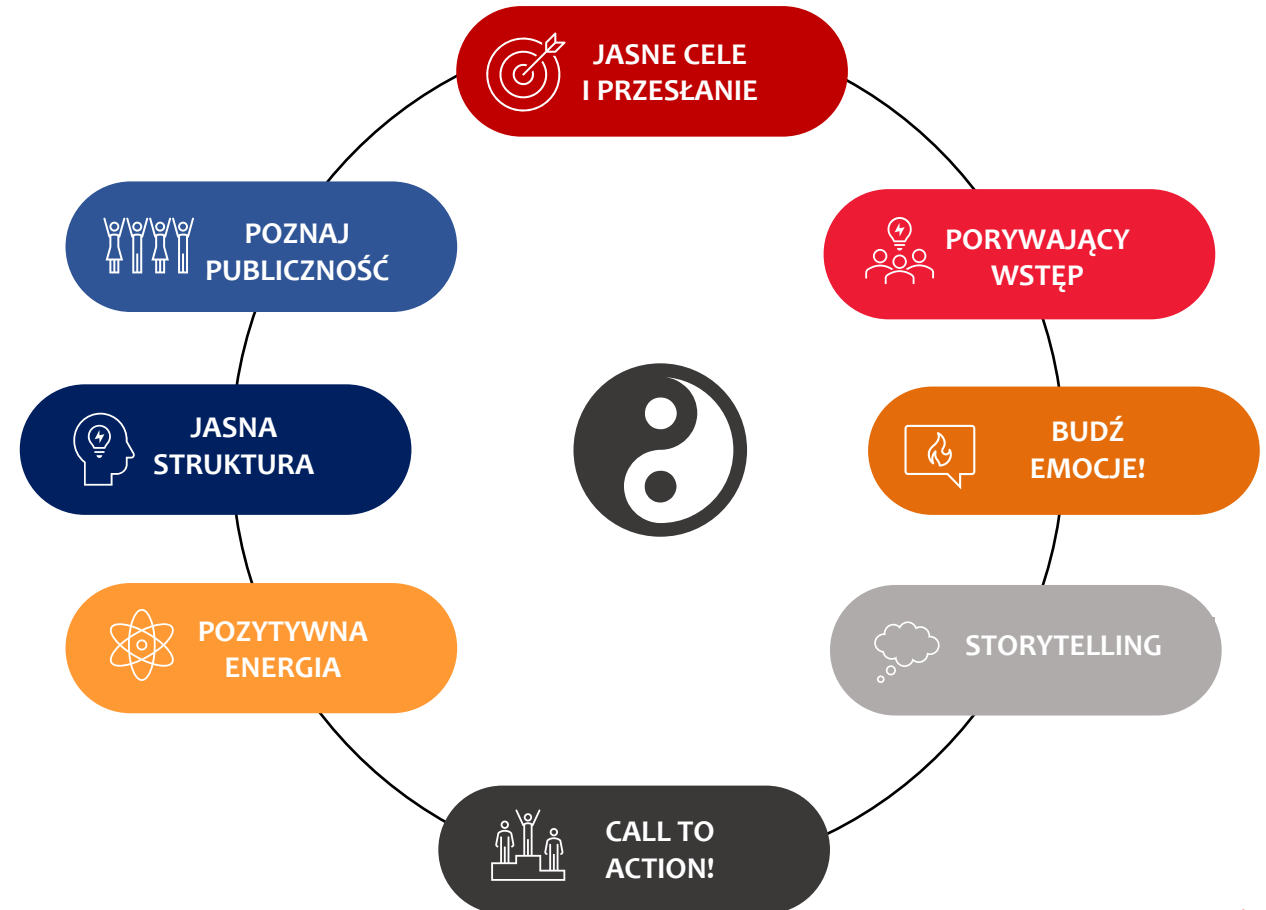 JASNE CELE
I PRZESŁANIE
POZNAJ
PUBLICZNOŚĆ
PORYWAJĄCY
WSTĘP
JASNA
STRUKTURA
BUDŹ
EMOCJE!
POZYTYWNA
ENERGIA
STORYTELLING
CALL TO
ACTION!